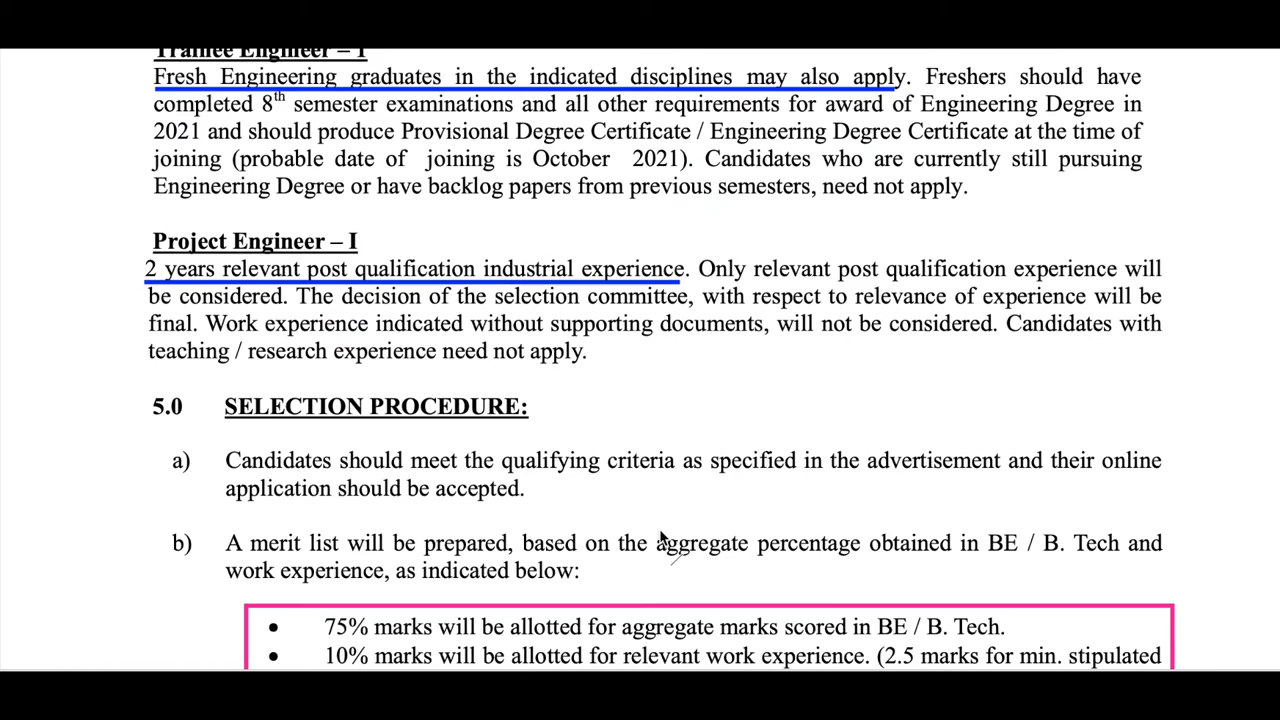 Trainee Engineer – I
Fresh Engineering graduates in the indicated disciplines may also apply. Freshers should have
completed 8th semester examinations and all other requirements for award of Engineering Degree in
2021 and should produce Provisional Degree Certificate / Engineering Degree Certificate at the time of
joining (probable date of joining is October 2021). Candidates who are currently still pursuing
Engineering Degree or have backlog papers from previous semesters, need not apply.
Project Engineer – I
2 years relevant post qualification industrial experience. Only relevant post qualification experience will
be considered. The decision of the selection committee, with respect to relevance of experience will be
final. Work experience indicated without supporting documents, will not be considered. Candidates with
teaching / research experience need not apply.
5.0 SELECTION PROCEDURE:
a) Candidates should meet the qualifying criteria as specified in the advertisement and their online
application should be accepted.
b) A merit list will be prepared, based on the aggregate percentage obtained in BE / B. Tech and
work experience, as indicated below:
• 75% marks will be allotted for aggregate marks scored in BE / B. Tech.
• 10% marks will be allotted for relevant work experience. (2.5 marks for min. stipulated